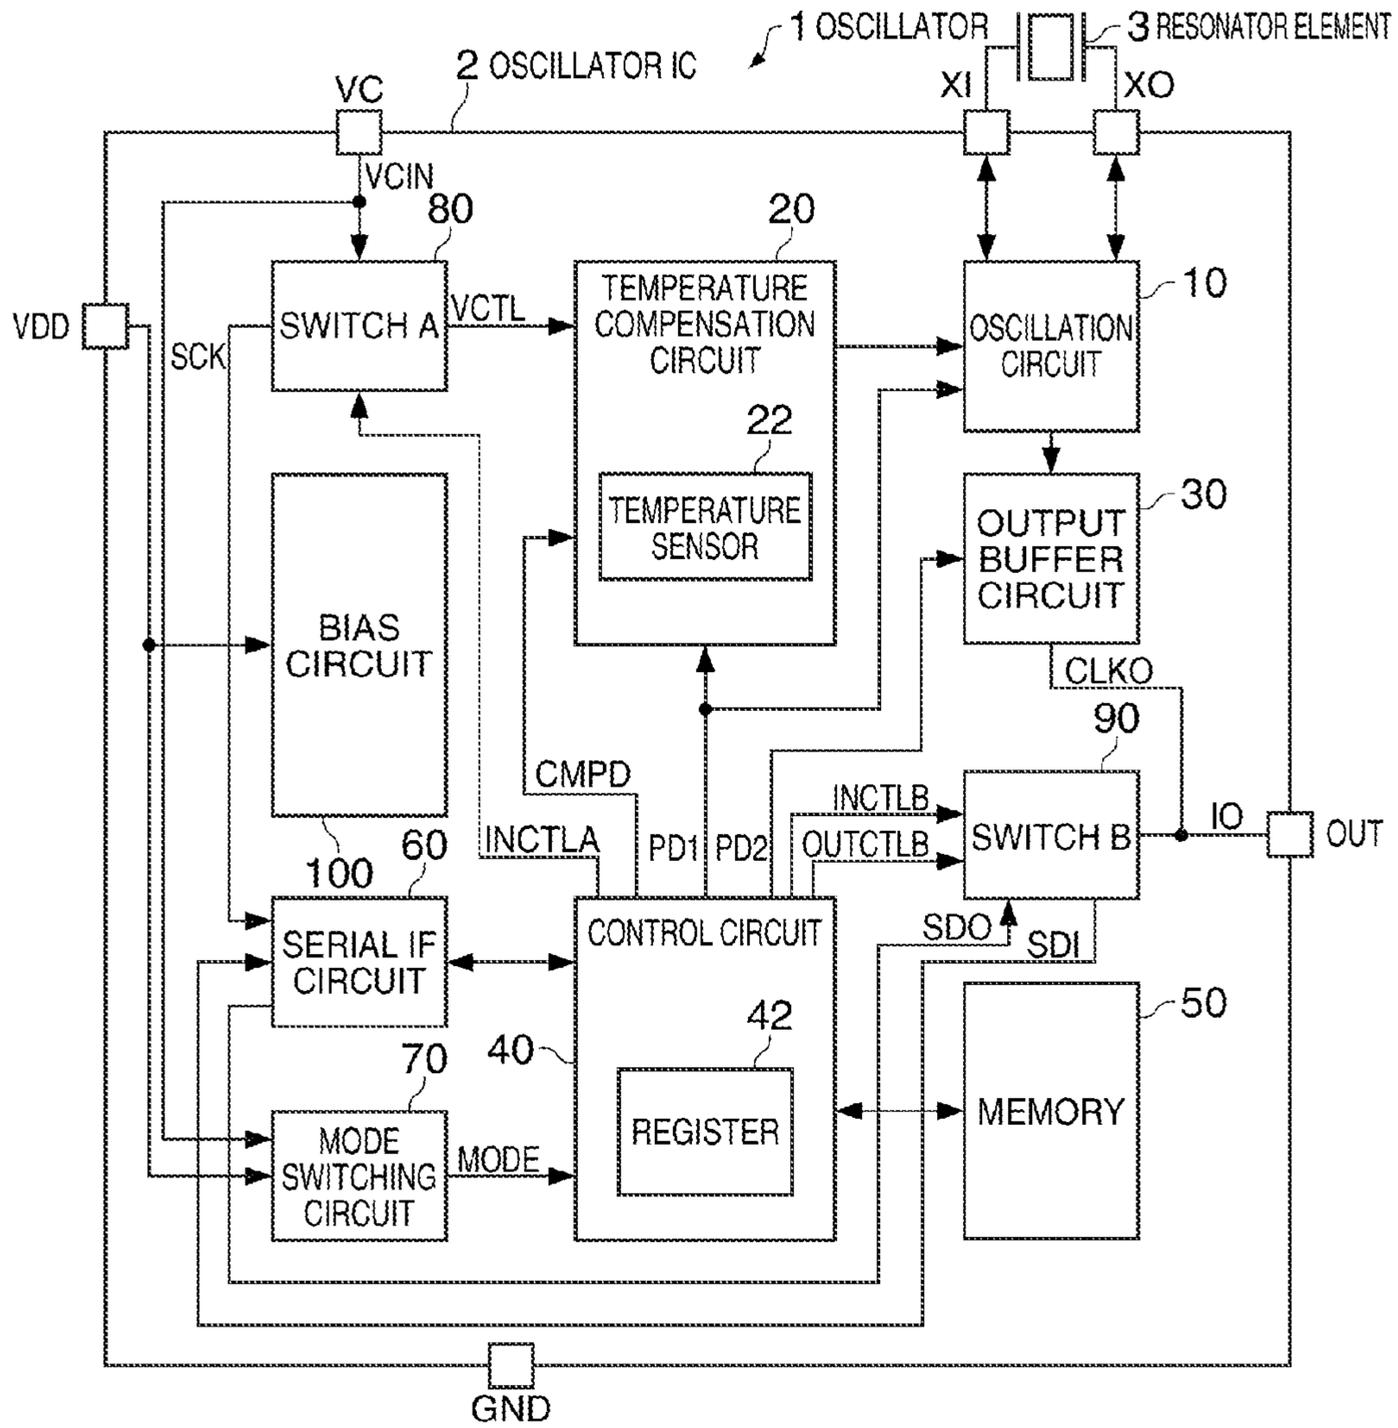 1 OSCILLATOR
3 RESONATOR ELEMENT
2 OSCILLATOR IC
XI
XO
VC
VCIN
80
20
10
SWITCH A
VCTL
TEMPERATURE
COMPENSATION
CIRCUIT
OSCILLATION
CIRCUIT
VDD
SCK
22
TEMPERATURE
SENSOR
30
OUTPUT
BUFFER
CIRCUIT
BIAS
CIRCUIT
CLKO
90
CMPD
INCTLA
PD1
PD2
INCTLB
OUTCTLB
SWITCH B
IO
OUT
100
60
SERIAL IF
CIRCUIT
CONTROL CIRCUIT
SDO
SDI
50
42
40
70
REGISTER
MEMORY
MODE
SWITCHING
CIRCUIT
MODE
GND